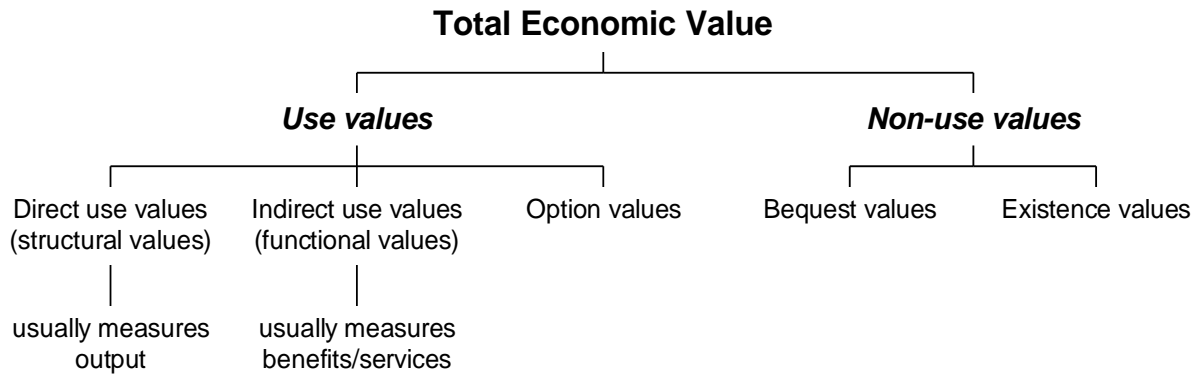 Total Economic Value
Use values
Non-use values
Direct use values
(structural values)
Indirect use values
(functional values)
Option values
Bequest values
Existence values
usually measures
output
usually measures
benefits/services